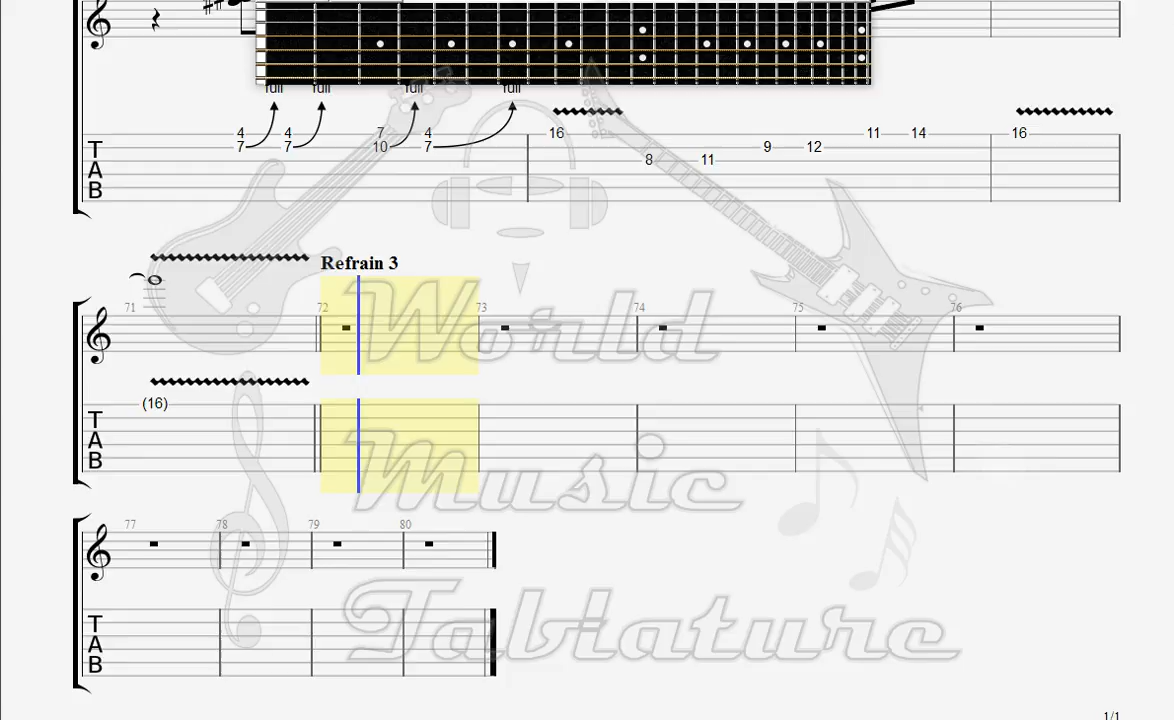 full full full full
4 4 7 4 16 11 14 16
7 7 10 7 9 12
8 11
T
A
B
Refrain 3
71 72 73 74 75 76
(16)
T
A
B
77 78 79 80
T
A
B
World
Music
Tablature
1/1